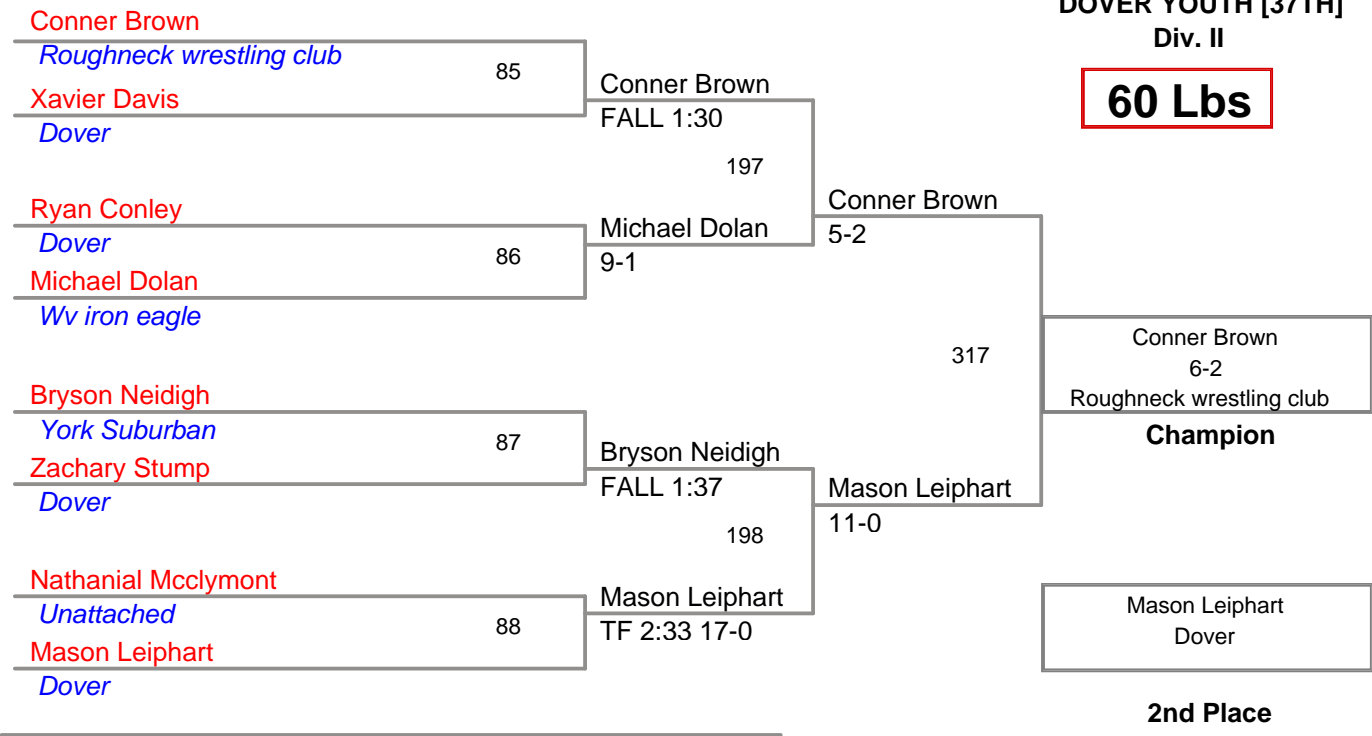 DOVER YOUTH [37TH]
Div. II
60 Lbs
Conner Brown
Roughneck wrestling club
85
Xavier Davis
Dover
Conner Brown
FALL 1:30
197
Ryan Conley
Dover
86
Michael Dolan
Wv iron eagle
Michael Dolan
9-1
Conner Brown
5-2
317
Bryson Neidigh
York Suburban
87
Zachary Stump
Dover
Bryson Neidigh
FALL 1:37
198
Nathanial Mcclymont
Unattached
88
Mason Leiphart
Dover
Mason Leiphart
TF 2:33 17-0
Mason Leiphart
11-0
Conner Brown
6-2
Roughneck wrestling club
Champion
Mason Leiphart
Dover
2nd Place